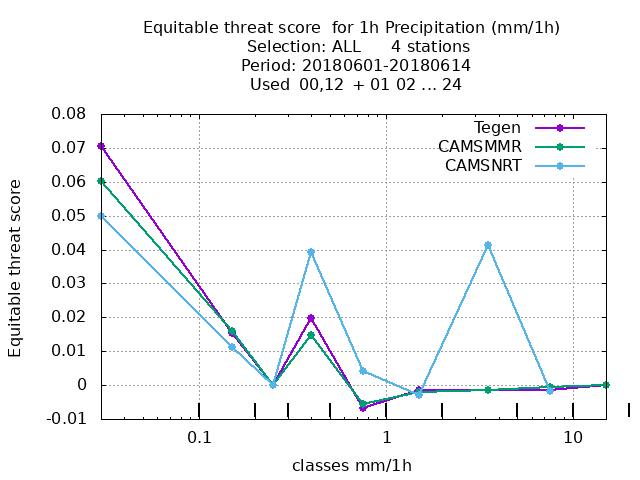 Equitable threat score  for 1h Precipitation (mm/1h)
Selection: ALL      4 stations
Period: 20180601-20180614
Used  00,12  + 01 02 ... 24
Tegen
CAMSMMR
CAMSNRT
Equitable threat score
0.08
0.07
0.06
0.05
0.04
0.03
0.02
0.01
0
-0.01
0.1
1
10
classes mm/1h